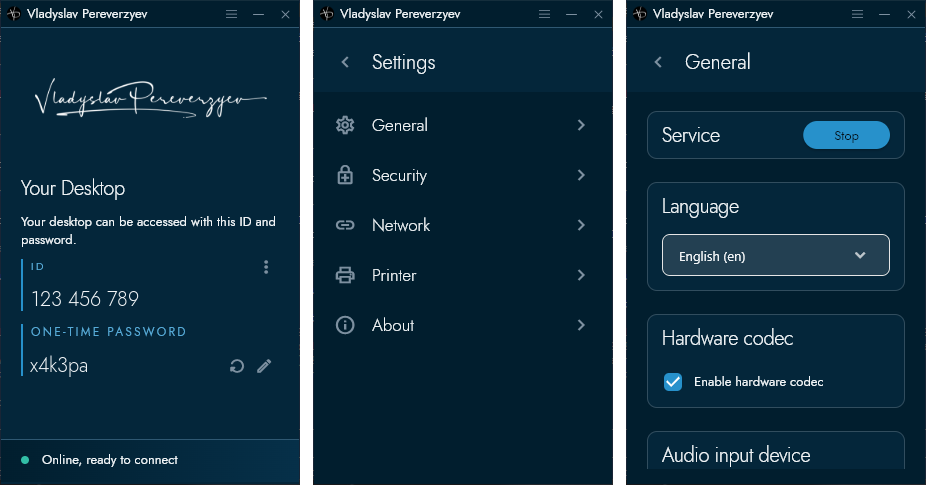 Vladyslav Pereverzyev
Vladyslav Pereverzyev
Your Desktop
Your desktop can be accessed with this ID and
password.
ID
123 456 789
ONE-TIME PASSWORD
x4k3pa
Online, ready to connect
Vladyslav Pereverzyev
Settings
General
Security
Network
Printer
About
Vladyslav Pereverzyev
General
Service
Stop
Language
English (en)
Hardware codec
Enable hardware codec
Audio input device